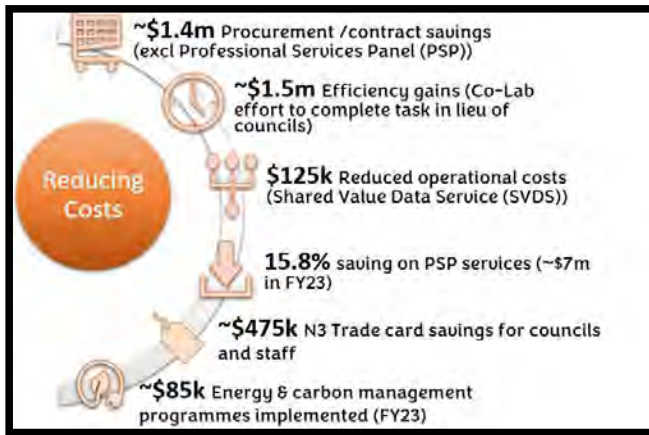 ~$1.4m Procurement /contract savings
(excl Professional Services Panel (PSP))
~$1.5m Efficiency gains (Co-Lab
effort to complete task in lieu of
councils)
Reducing
Costs
$125k Reduced operational costs
(Shared Value Data Service (SVDS))
15.8% saving on PSP services (~$7m
in FY23)
~$475k N3 Trade card savings for councils
and staff
~$85k Energy & carbon management
programmes implemented (FY23)